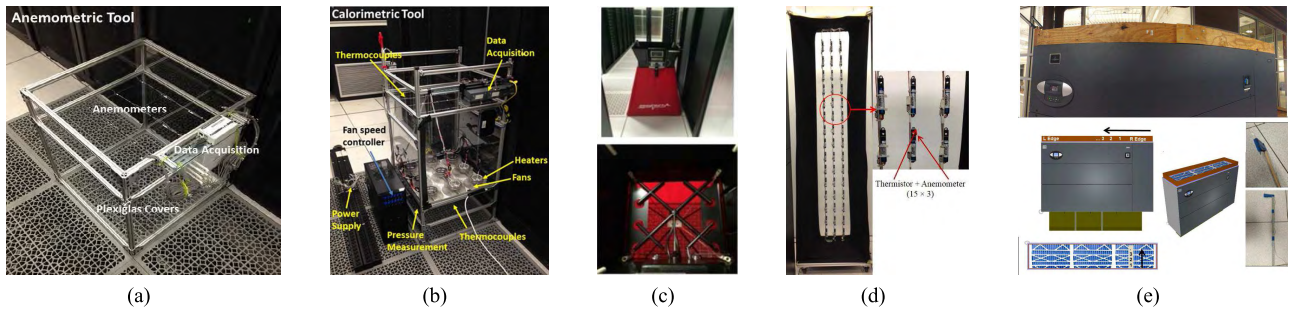 Anemometric Tool
Anemometers
Data Acquisition
Plexiglas Covers
(a)
Calorimetric Tool
Thermocouples
Data
Acquisition
Fan speed
controller
Heaters
Fans
Power
Supply
Pressure
Measurement
Thermocouples
(b)
(c)
Thermistor + Anemometer
(15 × 3)
(d)
L Edge
R Edge
(e)